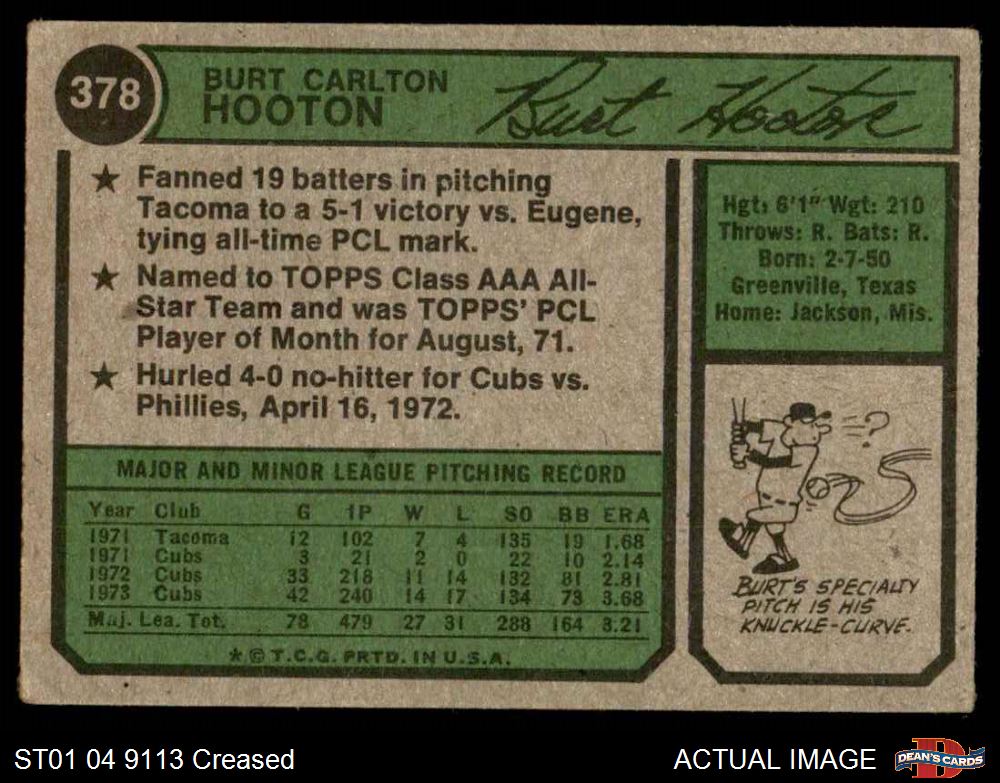 378
BURT CARLTON
HOOTON
Burt Hooton
★ Fanned 19 batters in pitching
Tacoma to a 5-1 victory vs. Eugene,
tying all-time PCL mark.
★ Named to TOPPS Class AAA All-
Star Team and was TOPPS' PCL
Player of Month for August, 71.
★ Hurled 4-0 no-hitter for Cubs vs.
Phillies, April 16, 1972.
Hgt: 6'1" Wgt: 210
Throws: R. Bats: R.
Born: 2-7-50
Greenville, Texas
Home: Jackson, Mis.
MAJOR AND MINOR LEAGUE PITCHING RECORD
Year Club G IP W L SO BB ERA
1971 Tacoma 12 102 7 4 135 19 1.68
1971 Cubs 3 21 2 0 22 10 2.14
1972 Cubs 33 218 11 14 132 81 2.81
1973 Cubs 42 240 14 17 134 73 3.68
Maj. Lea. Tot. 78 479 27 31 288 164 3.21
* © T.C.G. PRTD. IN U.S.A.
?
BURT'S SPECIALTY
PITCH IS HIS
KNUCKLE-CURVE.
ST01 04 9113 Creased
ACTUAL IMAGE
D
DEAN'S CARDS